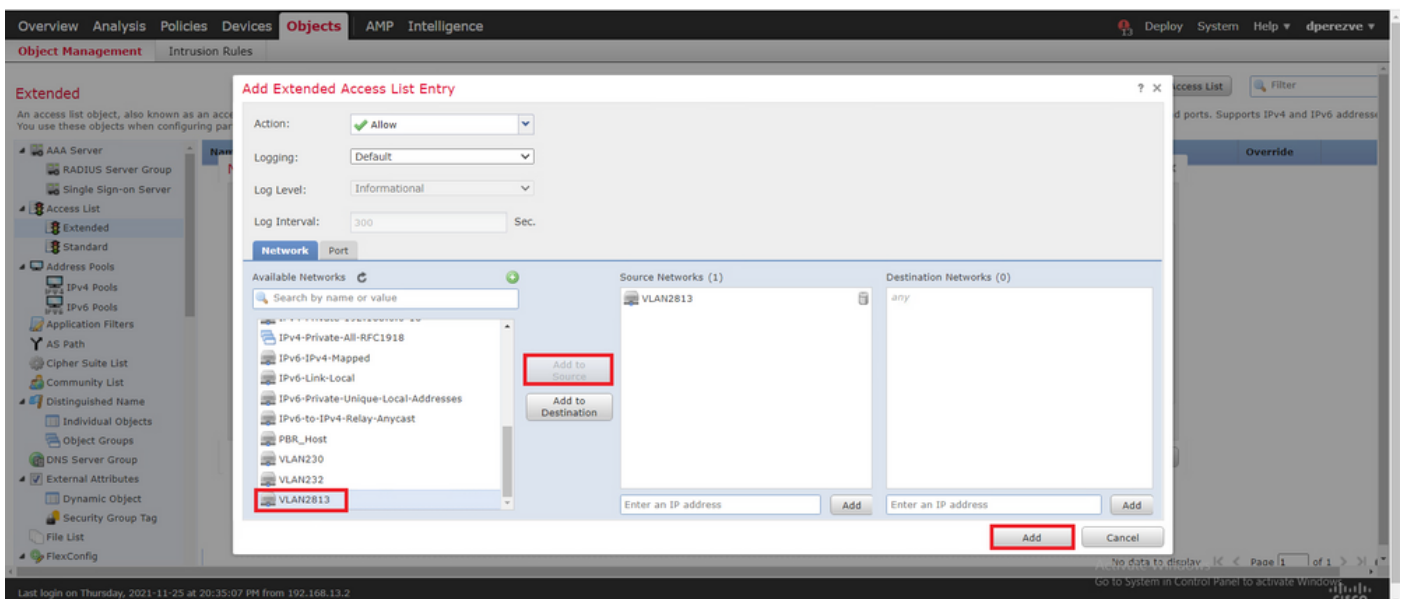 Overview Analysis Policies Devices Objects AMP Intelligence Deploy System Help dperezve
Object Management Intrusion Rules
Extended
Add Extended Access List Entry
? ×
Access List
Filter
An access list object, also known as an
You use these objects when configuring
d ports. Supports IPv4 and IPv6
Override
AAA Server
RADIUS Server Group
Single Sign-on Server
Access List
Extended
Standard
Address Pools
IPv4 Pools
IPv6 Pools
Application Filters
AS Path
Cipher Suite List
Community List
Distinguished Name
Individual Objects
Object Groups
DNS Server Group
External Attributes
Dynamic Object
Security Group Tag
File List
FlexConfig
Action: Allow
Logging: Default
Log Level: Informational
Log Interval: 300 Sec.
Network Port
Available Networks
Search by name or value
IPv4-Private-All-RFC1918
IPv6-IPv4-Mapped
IPv6-Link-Local
IPv6-Private-Unique-Local-Addresses
IPv6-to-IPv4-Relay-Anycast
PBR_Host
VLAN230
VLAN232
VLAN2813
Add to
Source
Add to
Destination
Source Networks (1)
VLAN2813
Enter an IP address Add
Destination Networks (0)
any
Enter an IP address Add
Add Cancel
No data to display Page 1 of 1
Activate Windows
Go to System in Control Panel to activate Windows.
Last login on Thursday, 2021-11-25 at 20:35:07 PM from 192.168.13.2
CISCO